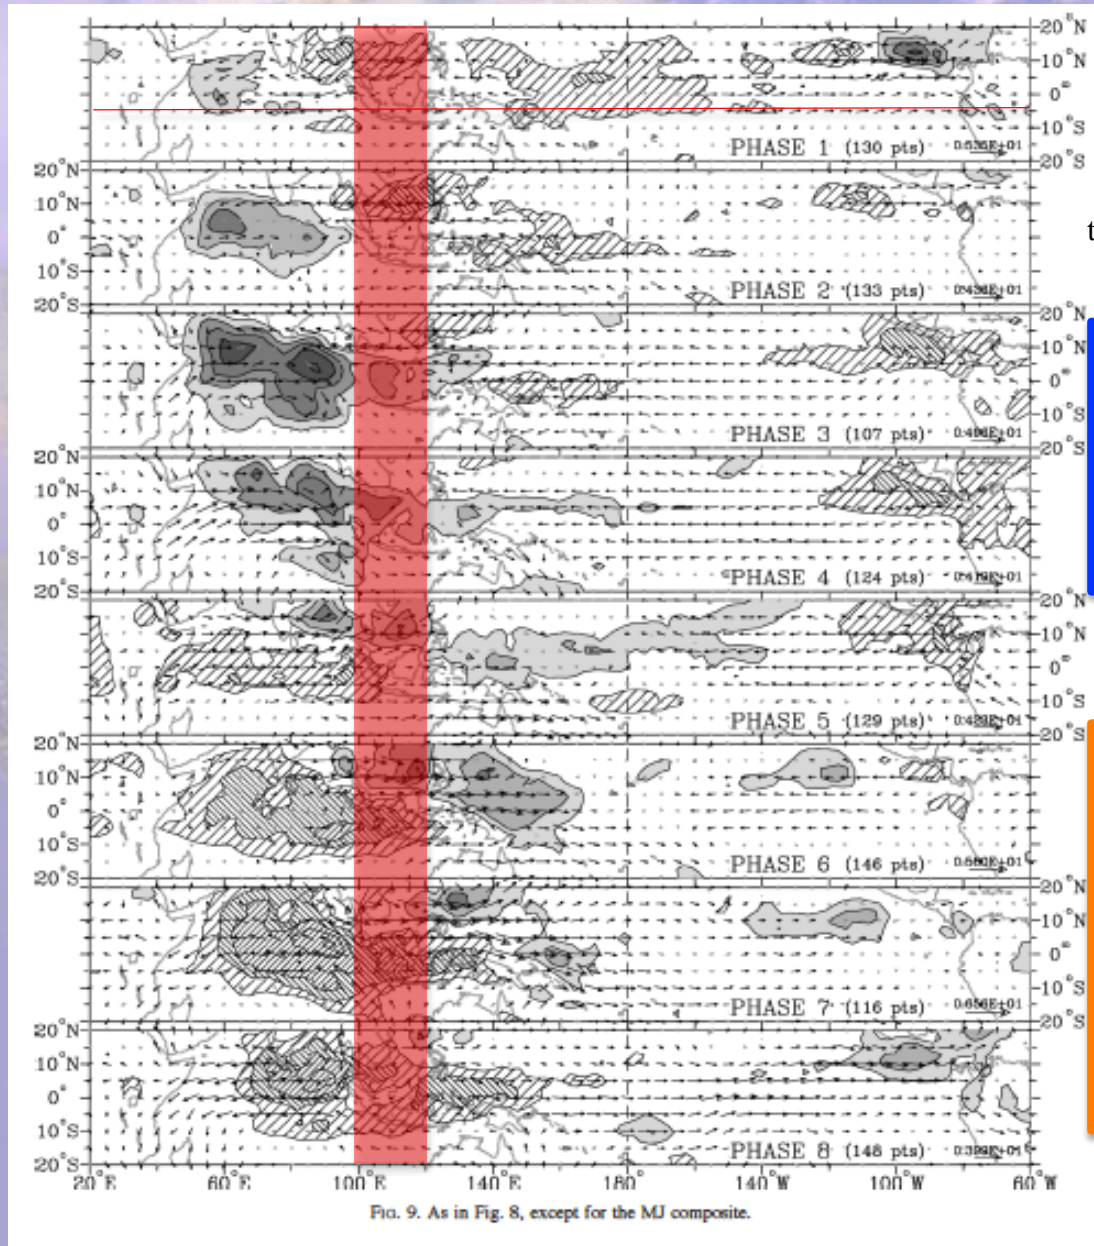 20°N
10°N
0°
10°S
20°S
PHASE 1 (130 pts)
20°N
10°N
0°
10°S
20°S
PHASE 2 (133 pts)
t
20°N
10°N
0°
10°S
20°S
PHASE 3 (107 pts)
20°N
10°N
0°
10°S
20°S
PHASE 4 (124 pts)
20°N
10°N
0°
10°S
20°S
PHASE 5 (129 pts)
20°N
10°N
0°
10°S
20°S
PHASE 6 (146 pts)
20°N
10°N
0°
10°S
20°S
PHASE 7 (116 pts)
20°N
10°N
0°
10°S
20°S
PHASE 8 (148 pts)
20°E 60°E 100°E 140°E 180° 140°W 100°W 60°W
FIG. 9. As in Fig. 8, except for the MJ composite.